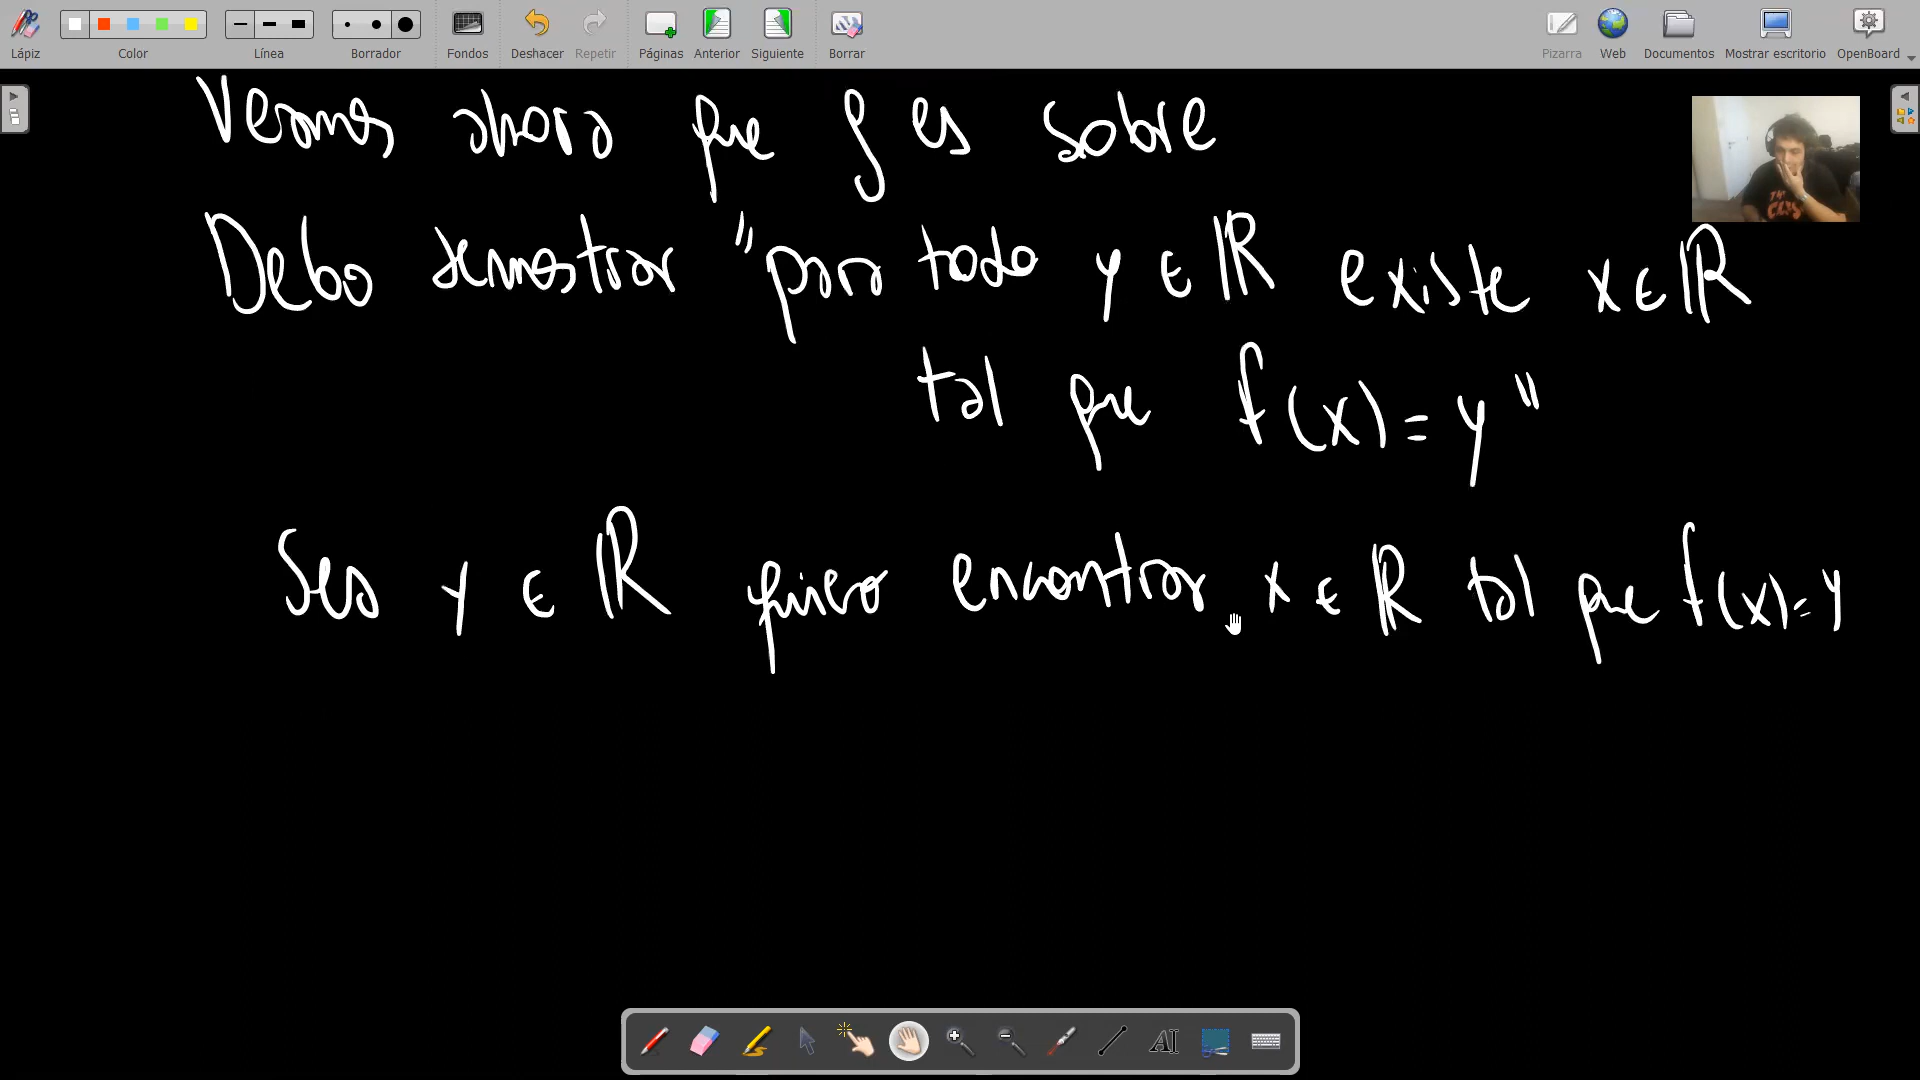 Lápiz Color Línea Borrador Fondos Deshacer Repetir Páginas Anterior Siguiente Borrar Pizarra Web Documentos Mostrar escritorio OpenBoard
Veamos ahora que f es sobre
Debo demostrar "para todo y ∈ ℝ existe x ∈ ℝ
tal que f(x) = y"
Sea y ∈ ℝ quiero encontrar x ∈ ℝ tal que f(x) = y